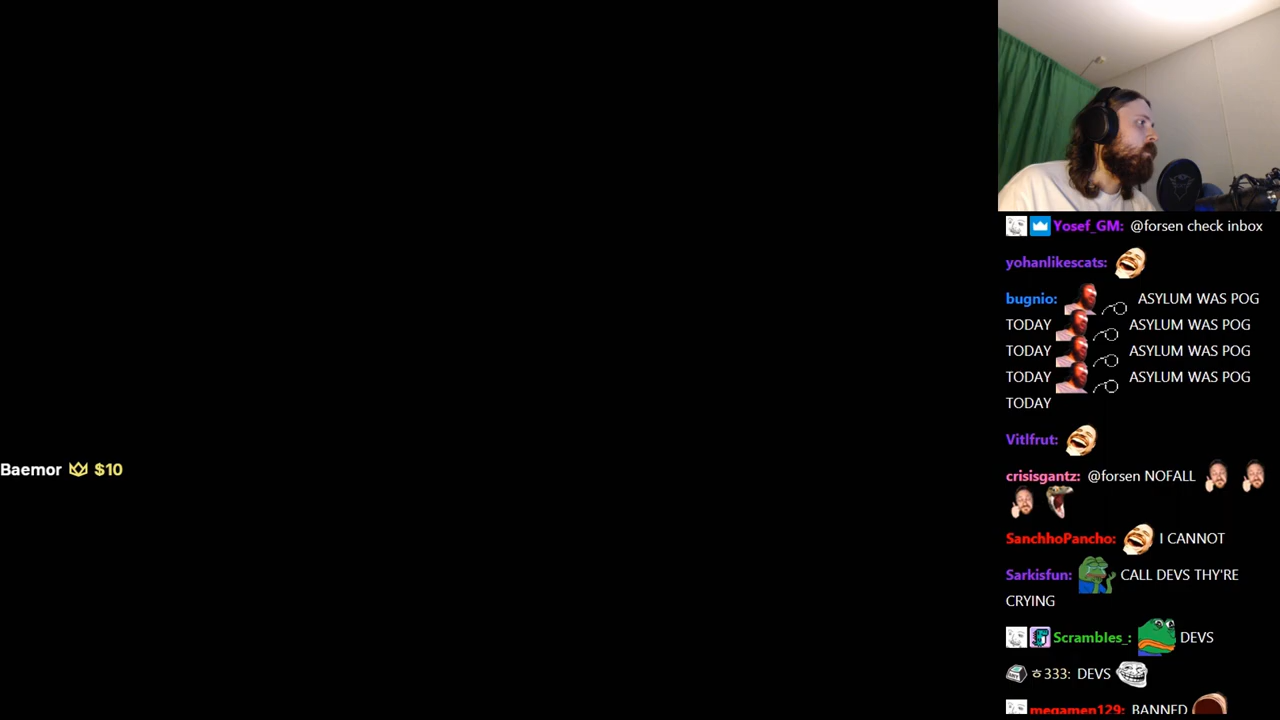 Yosef_GM: @forsen check inbox
yohanlikescats:
bugnio: ASYLUM WAS POG
TODAY ASYLUM WAS POG
TODAY ASYLUM WAS POG
TODAY ASYLUM WAS POG
TODAY
Vitlfrut:
Baemor $10
crisisgantz: @forsen NOFALL
SanchhoPancho: I CANNOT
Sarkisfun: CALL DEVS THY'RE
CRYING
Scrambles_: DEVS
ㅎ333: DEVS
megamen129: BANNED